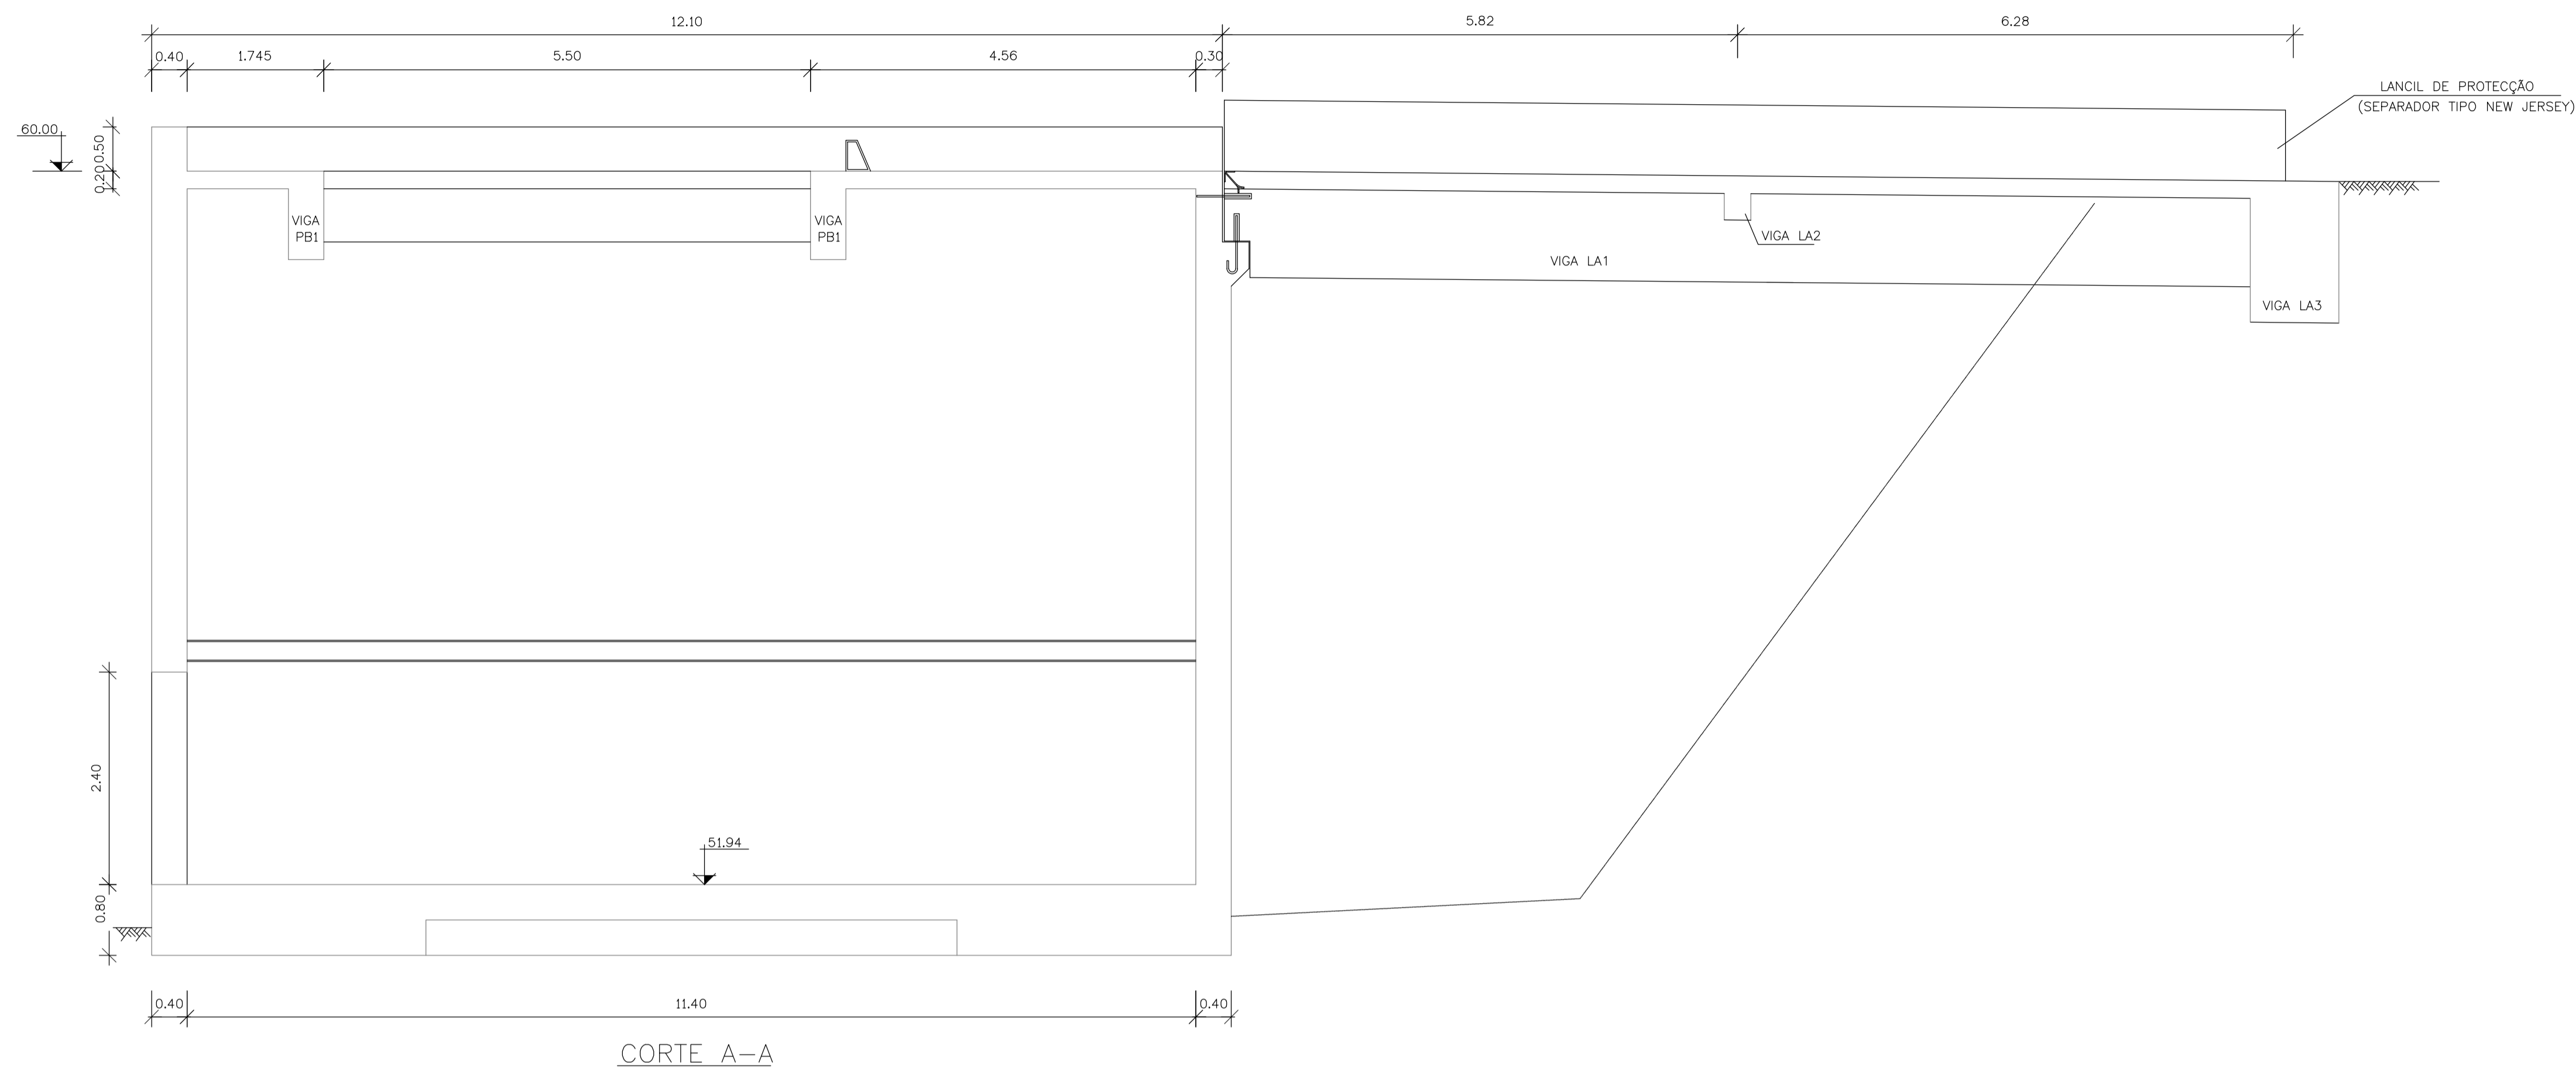 12.10
5.82
6.28
0.40
1.745
5.50
4.56
0.30
LANCIL DE PROTECÇÃO
(SEPARADOR TIPO NEW JERSEY)
60.00
0.50
0.20
VIGA
PB1
VIGA
PB1
VIGA LA2
VIGA LA1
VIGA LA3
2.40
51.94
0.80
0.40
11.40
0.40
CORTE A-A